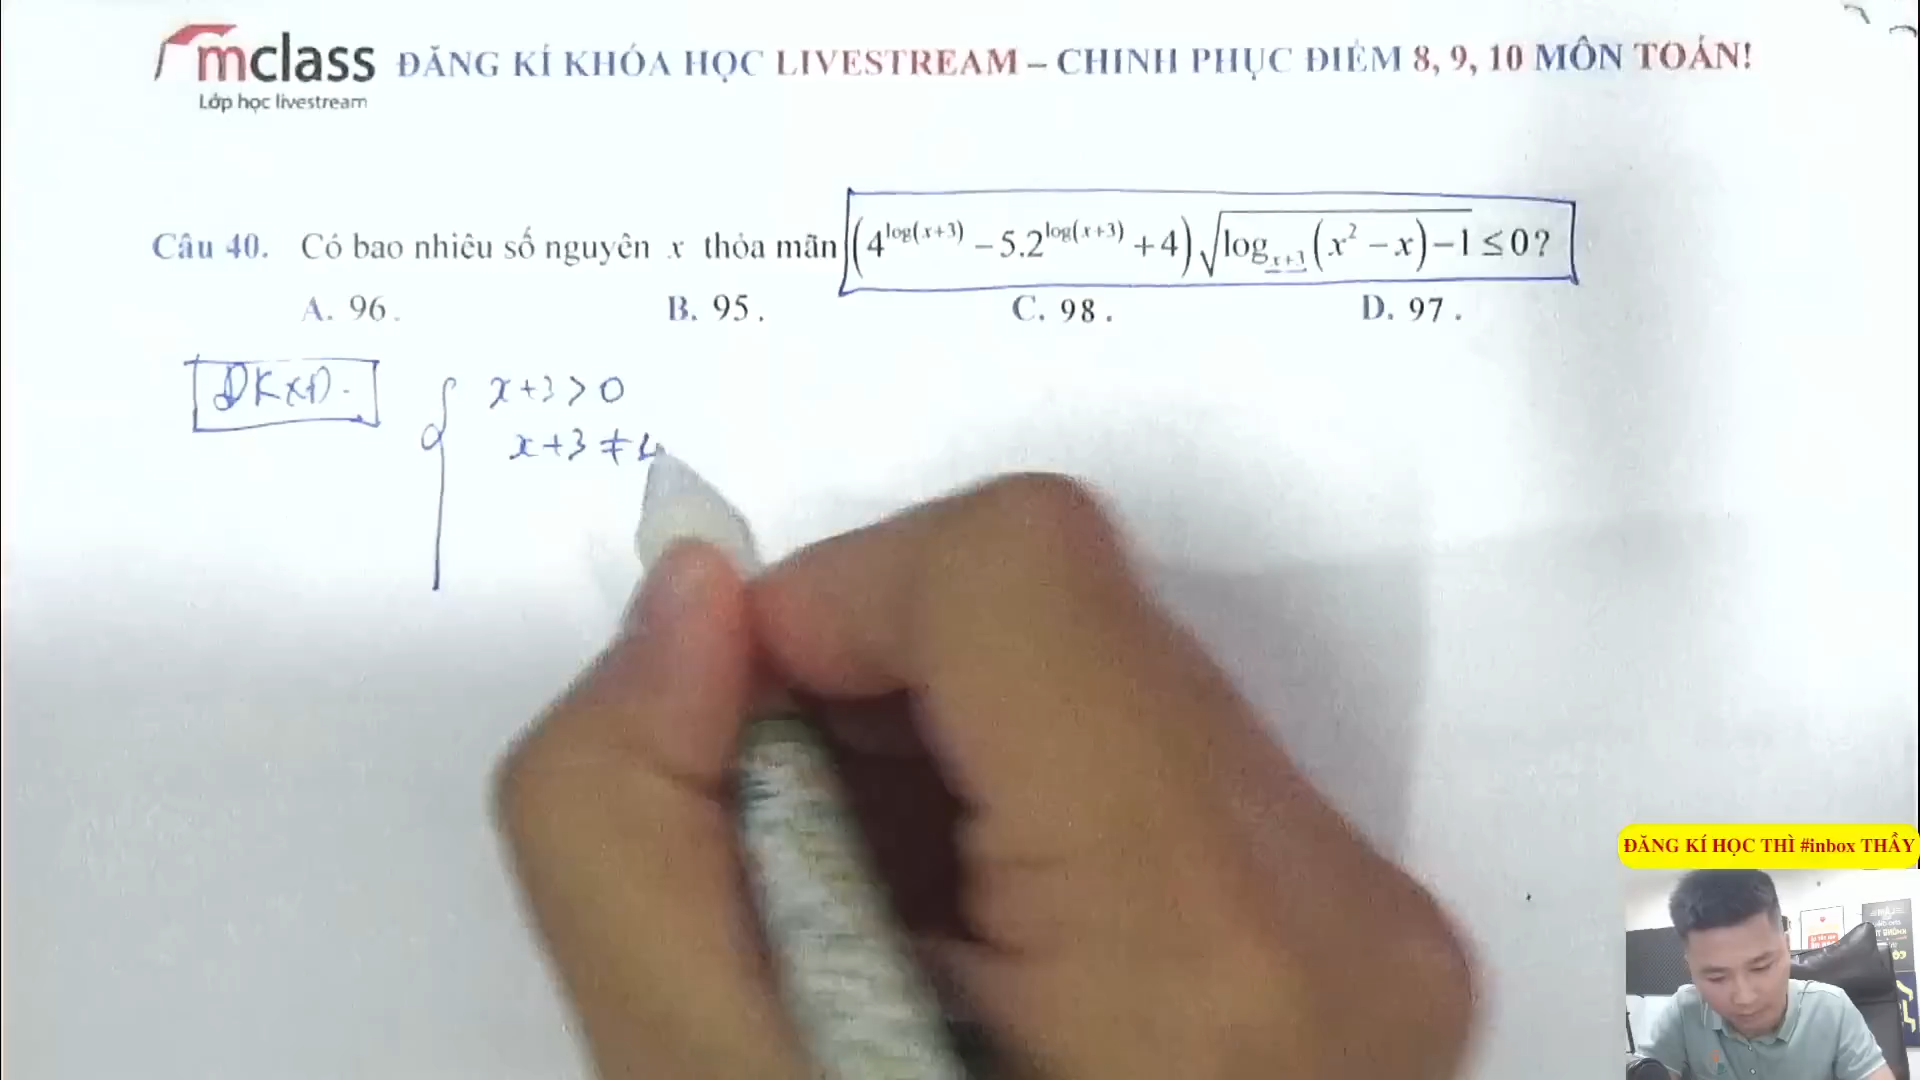 mclass
Lớp học livestream
ĐĂNG KÍ KHÓA HỌC LIVESTREAM – CHINH PHỤC ĐIỂM 8, 9, 10 MÔN TOÁN!
Câu 40. Có bao nhiêu số nguyên x thỏa mãn (4^{log(x+3)} − 5.2^{log(x+3)} + 4)√(log_{x+3}(x² − x) − 1) ≤ 0?
A. 96. B. 95. C. 98. D. 97.
ĐKXĐ.
x+3 > 0
x+3 ≠
ĐĂNG KÍ HỌC THÌ #inbox THẦY